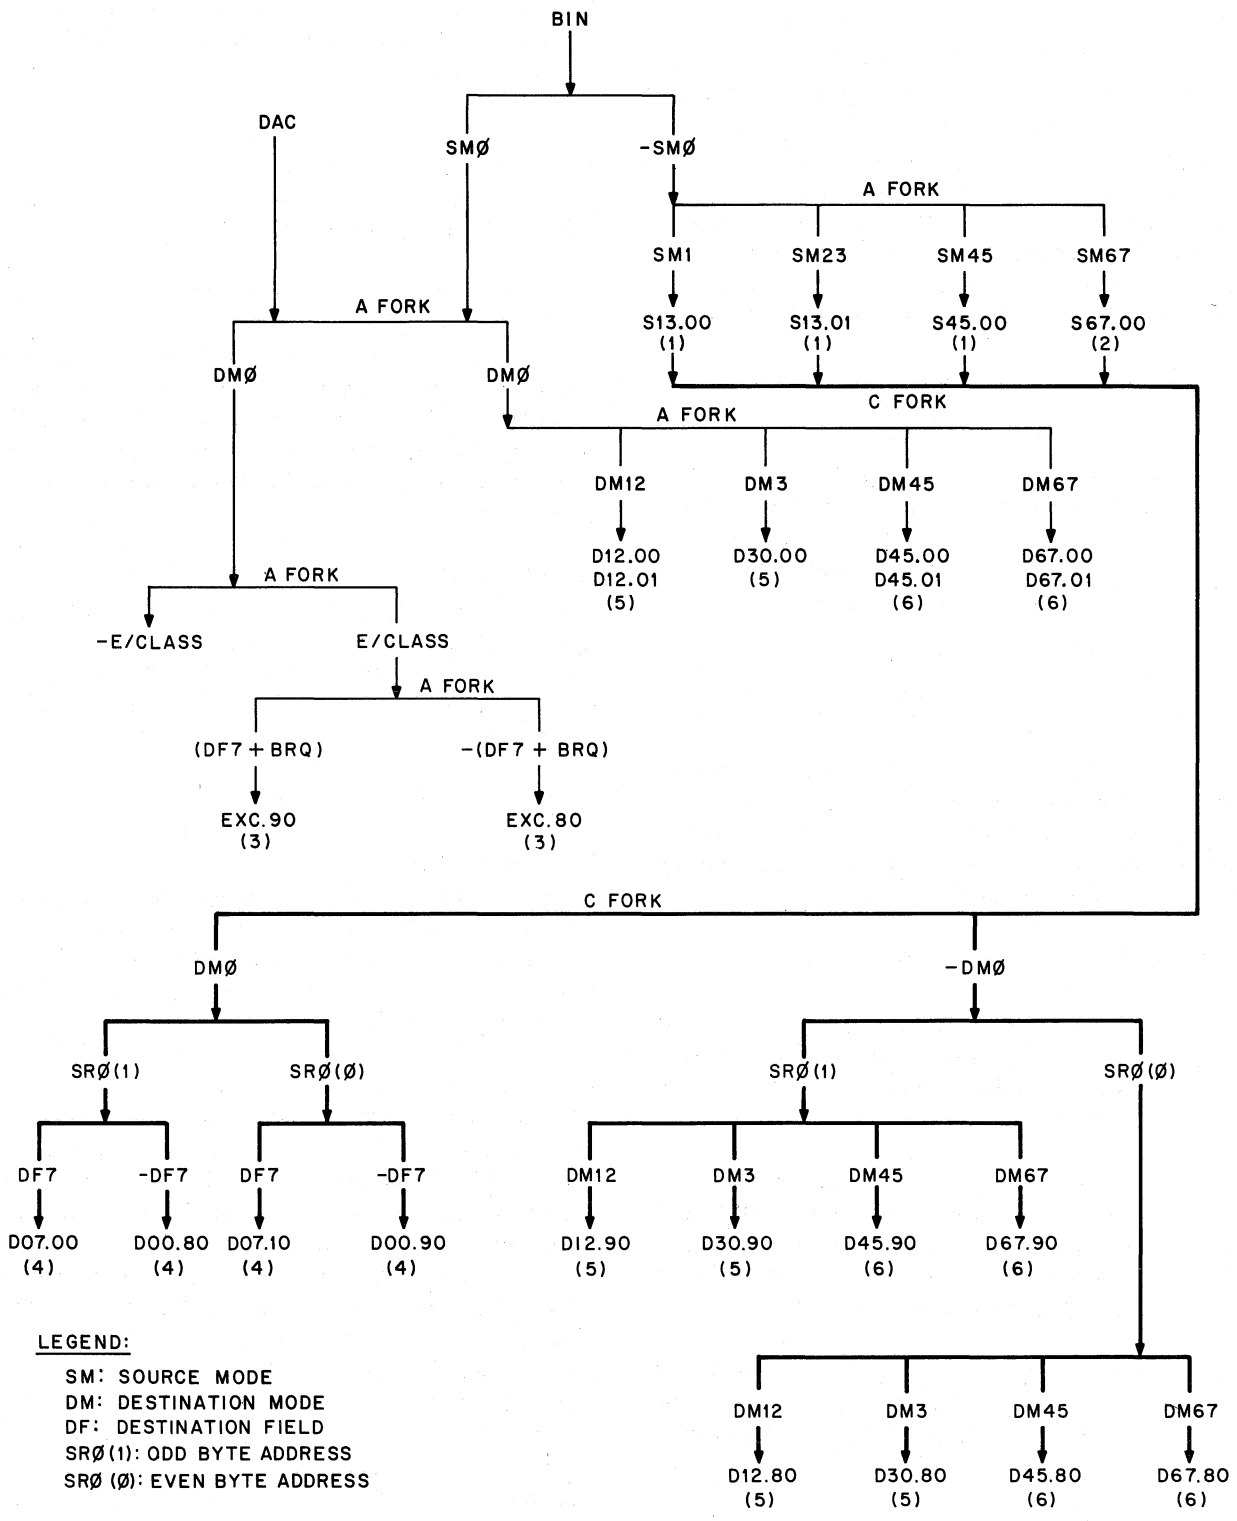 BIN
DAC
SMØ
-SMØ
A FORK
SM1
SM23
SM45
SM67
A FORK
S13.00
(1)
S13.01
(1)
S45.00
(1)
S67.00
(2)
DMØ
DMØ
C FORK
A FORK
DM12
DM3
DM45
DM67
D12.00
D12.01
(5)
D30.00
(5)
D45.00
D45.01
(6)
D67.00
D67.01
(6)
A FORK
-E/CLASS
E/CLASS
A FORK
(DF7 + BRQ)
-(DF7 + BRQ)
EXC.90
(3)
EXC.80
(3)
C FORK
DMØ
-DMØ
SRØ(1)
SRØ(Ø)
SRØ(1)
SRØ(Ø)
DF7
-DF7
DF7
-DF7
DM12
DM3
DM45
DM67
D07.00
(4)
D00.80
(4)
D07.10
(4)
D00.90
(4)
D12.90
(5)
D30.90
(5)
D45.90
(6)
D67.90
(6)
LEGEND:
SM: SOURCE MODE
DM: DESTINATION MODE
DF: DESTINATION FIELD
SRØ(1): ODD BYTE ADDRESS
SRØ (Ø): EVEN BYTE ADDRESS
DM12
DM3
DM45
DM67
D12.80
(5)
D30.80
(5)
D45.80
(6)
D67.80
(6)